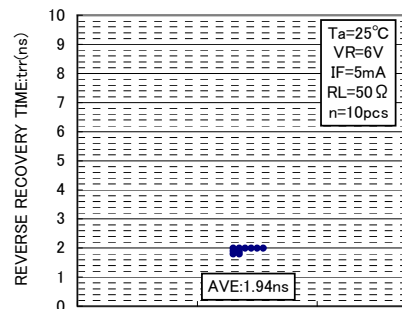 REVERSE RECOVERY TIME:trr(ns)
10
9
8
7
6
5
4
3
2
1
0
Ta=25°C
VR=6V
IF=5mA
RL=50Ω
n=10pcs
AVE:1.94ns